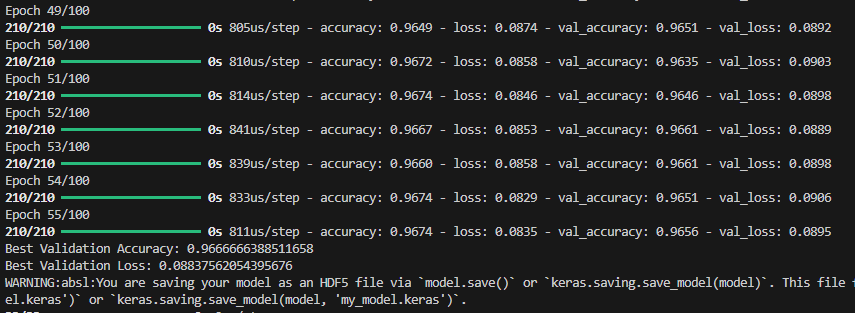 Epoch 49/100
210/210 0s 805us/step - accuracy: 0.9649 - loss: 0.0874 - val_accuracy: 0.9651 - val_loss: 0.0892
Epoch 50/100
210/210 0s 810us/step - accuracy: 0.9672 - loss: 0.0858 - val_accuracy: 0.9635 - val_loss: 0.0903
Epoch 51/100
210/210 0s 814us/step - accuracy: 0.9674 - loss: 0.0846 - val_accuracy: 0.9646 - val_loss: 0.0898
Epoch 52/100
210/210 0s 841us/step - accuracy: 0.9667 - loss: 0.0853 - val_accuracy: 0.9661 - val_loss: 0.0889
Epoch 53/100
210/210 0s 839us/step - accuracy: 0.9660 - loss: 0.0858 - val_accuracy: 0.9661 - val_loss: 0.0898
Epoch 54/100
210/210 0s 833us/step - accuracy: 0.9674 - loss: 0.0829 - val_accuracy: 0.9651 - val_loss: 0.0906
Epoch 55/100
210/210 0s 811us/step - accuracy: 0.9674 - loss: 0.0835 - val_accuracy: 0.9656 - val_loss: 0.0895
Best Validation Accuracy: 0.9666666388511658
Best Validation Loss: 0.08837562054395676
WARNING:absl:You are saving your model as an HDF5 file via `model.save()` or `keras.saving.save_model(model)`. This file f
el.keras')` or `keras.saving.save_model(model, 'my_model.keras')`.